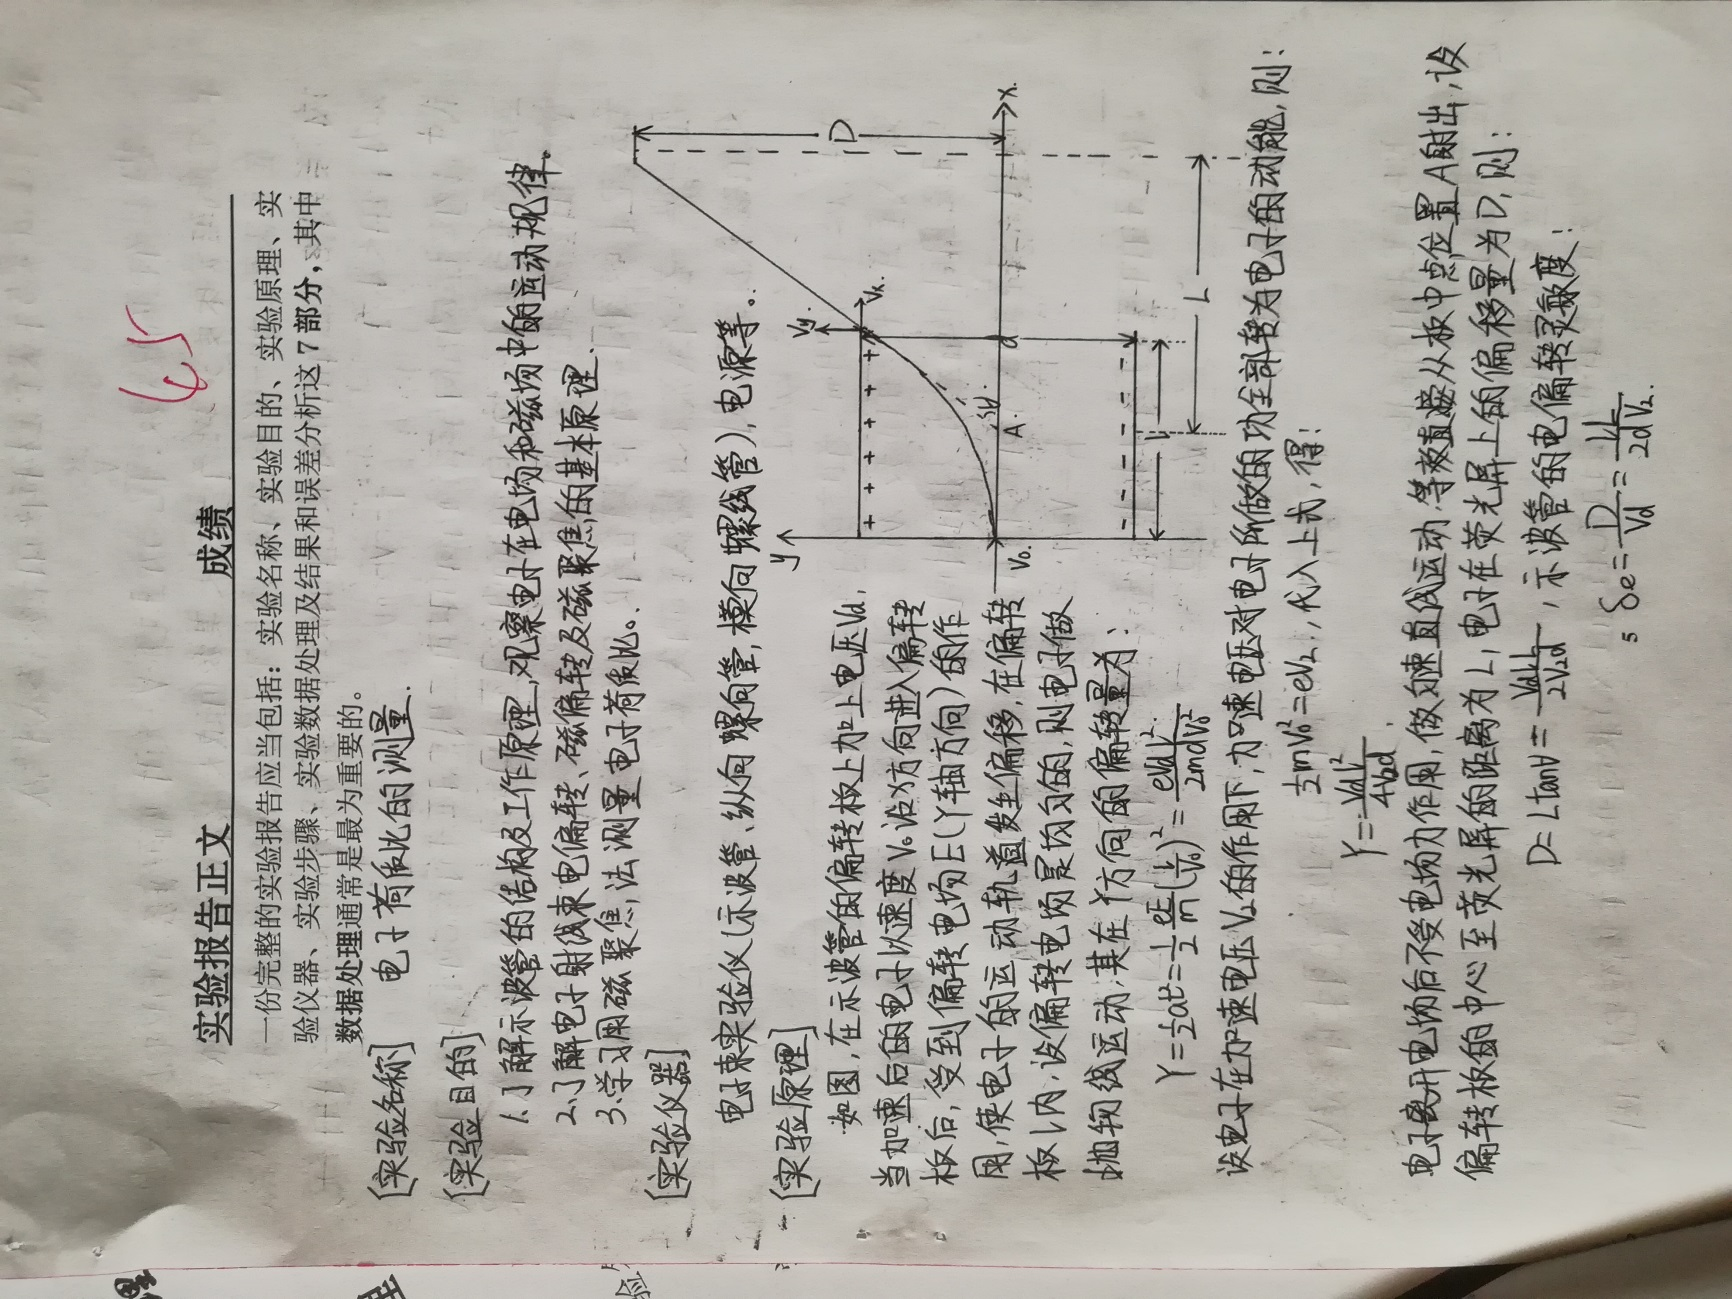 实验报告正文 成绩
65
一份完整的实验报告应当包括：实验名称、实验目的、实验原理、实
验仪器、实验步骤、实验数据处理及结果和误差分析这 7 部分，其中
数据处理通常是最为重要的。
[实验名称] 电子荷质比的测量.
[实验目的]
1.了解示波管的结构及工作原理,观察电子在电场和磁场中的运动规律。
2.了解电子射线束电偏转、磁偏转及磁聚焦的基本原理.
3.学习用磁聚焦法测量电子荷质比。
[实验仪器]
电子束实验仪(示波管、纵向螺向管,横向螺线管),电源等。
[实验原理]
如图,在示波管的偏转板上加上电压Vd,
当加速后的电子以速度V₀沿X方向进入偏转
板后,受到偏转电场E(Y轴方向)的作
用,使电子的运动轨道发生偏移,在偏转
板l内,设偏转电场是均匀的,则电子做
抛物线运动,其在Y方向的偏转量为:
Y=½at²=½ eE/m (l/V₀)²= eVdl²/2mdV₀²
y
+ + + + + +
Vy
Vx
D
X
V₀
A
d
l
L
设电子在加速电压V₂的作用下,加速电压对电子所做的功全部转为电子的动能,则:
½mV₀²=eV₂,代入上式,得:
Y= Vdl²/4V₂d
电子离开电场后不受电场力作用,做匀速直线运动,等效直接从板中点位置A射出,设
偏转板的中心至荧光屏的距离为L,电子在荧光屏上的偏移量为D,则:
D=Ltanθ= VdlL/2V₂d ,示波管的电偏转灵敏度:
5
δe= D/Vd = lL/2dV₂.